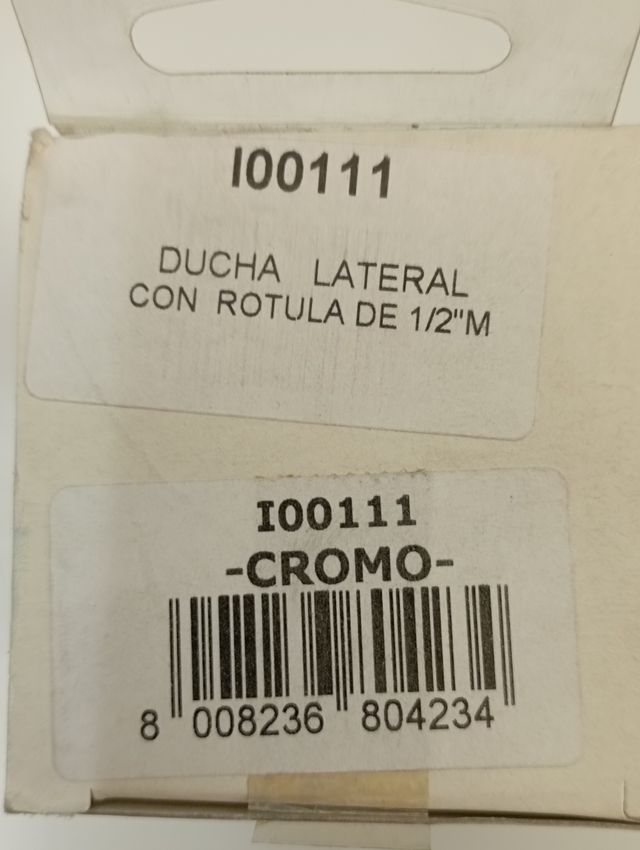 I00111
DUCHA LATERAL
CON ROTULA DE 1/2"M
I00111
-CROMO-
8 008236 804234